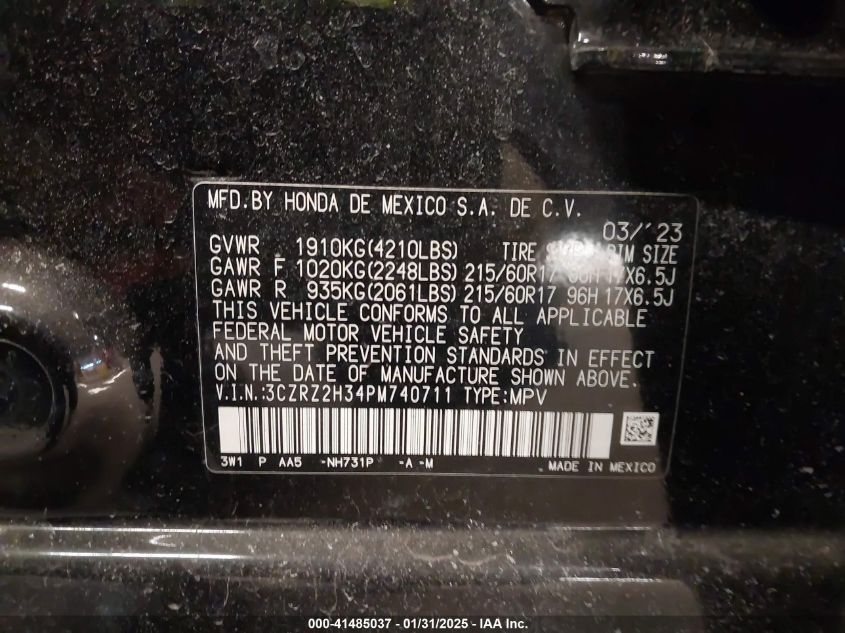 MFD.BY HONDA DE MEXICO S.A. DE C.V.
03/'23
GVWR 1910KG(4210LBS) TIRE RIM SIZE
GAWR F 1020KG(2248LBS) 215/60R17 96H 17X6.5J
GAWR R 935KG(2061LBS) 215/60R17 96H 17X6.5J
THIS VEHICLE CONFORMS TO ALL APPLICABLE
FEDERAL MOTOR VEHICLE SAFETY
AND THEFT PREVENTION STANDARDS IN EFFECT
ON THE DATE OF MANUFACTURE SHOWN ABOVE.
V.I.N.:3CZRZ2H34PM740711 TYPE:MPV
3W1 P AA5 -NH731P -A -M MADE IN MEXICO
000-41485037 - 01/31/2025 - IAA Inc.